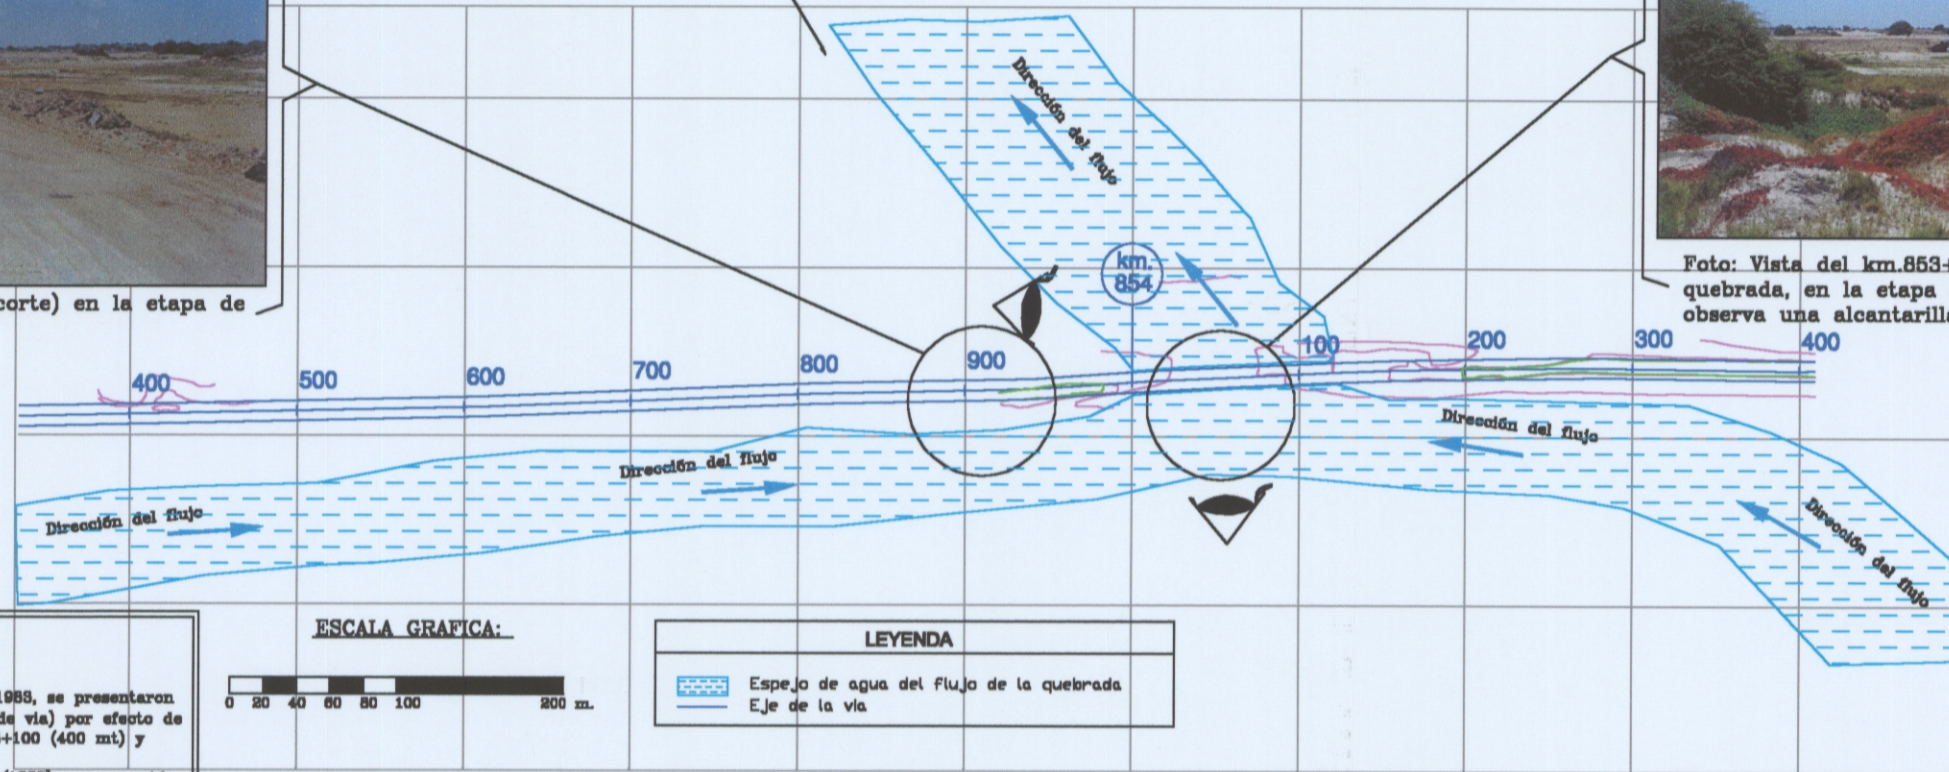 Dirección del flujo
km.
854
corte) en la etapa de
Foto: Vista del km.853+
quebrada, en la etapa
observa una alcantarilla
400
500
600
700
800
900
100
200
300
400
Dirección del flujo
Dirección del flujo
Dirección del flujo
Dirección del flujo
ESCALA GRAFICA:
0 20 40 60 80 100 200 m.
LEYENDA
Espejo de agua del flujo de la quebrada
Eje de la via
1983, se presentaron
de via) por efecto de
+100 (400 mt) y